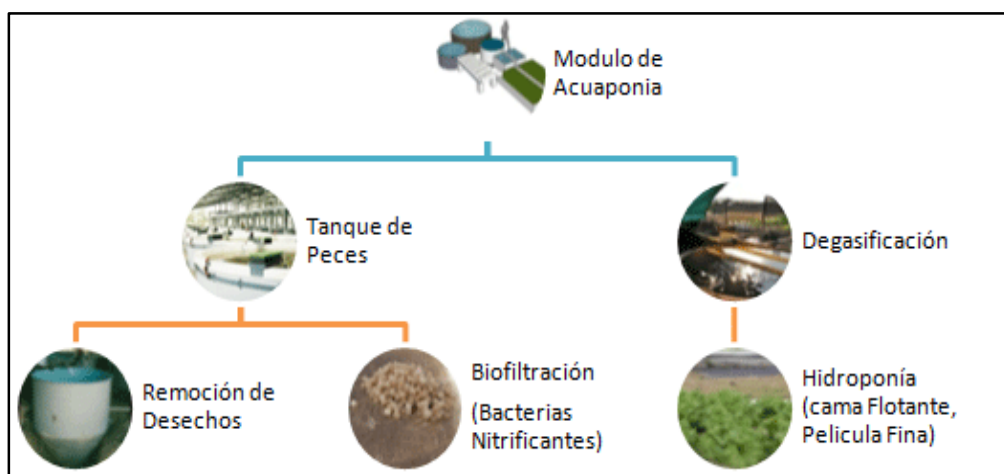 Modulo de
Acuaponia
Tanque de
Peces
Degasificación
Remoción de
Desechos
Biofiltración
(Bacterias
Nitrificantes)
Hidroponía
(cama Flotante,
Pelicula Fina)